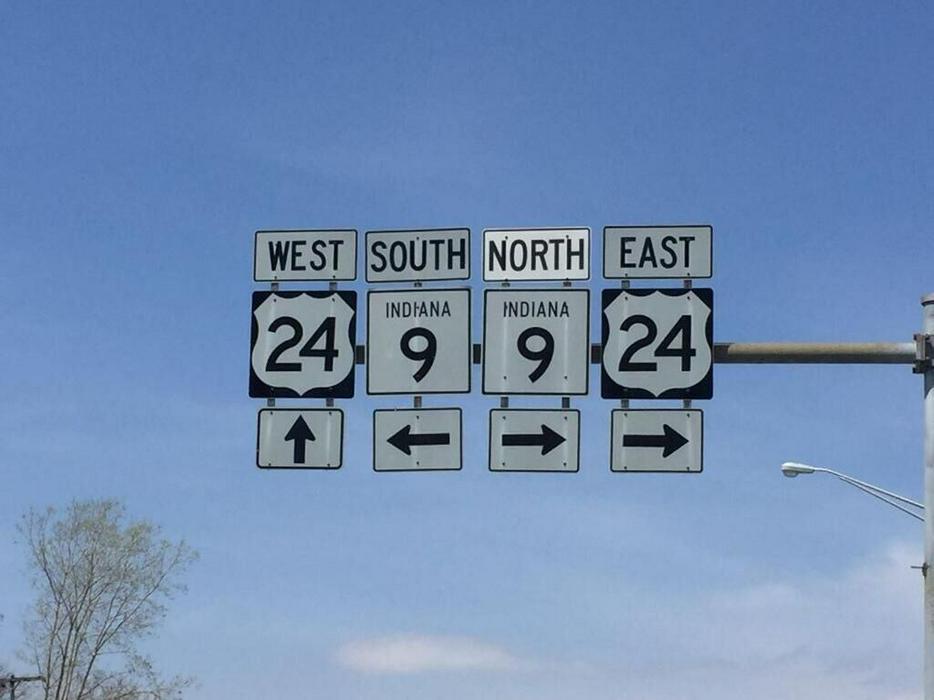 WEST
24
SOUTH
INDIANA
9
NORTH
INDIANA
9
EAST
24